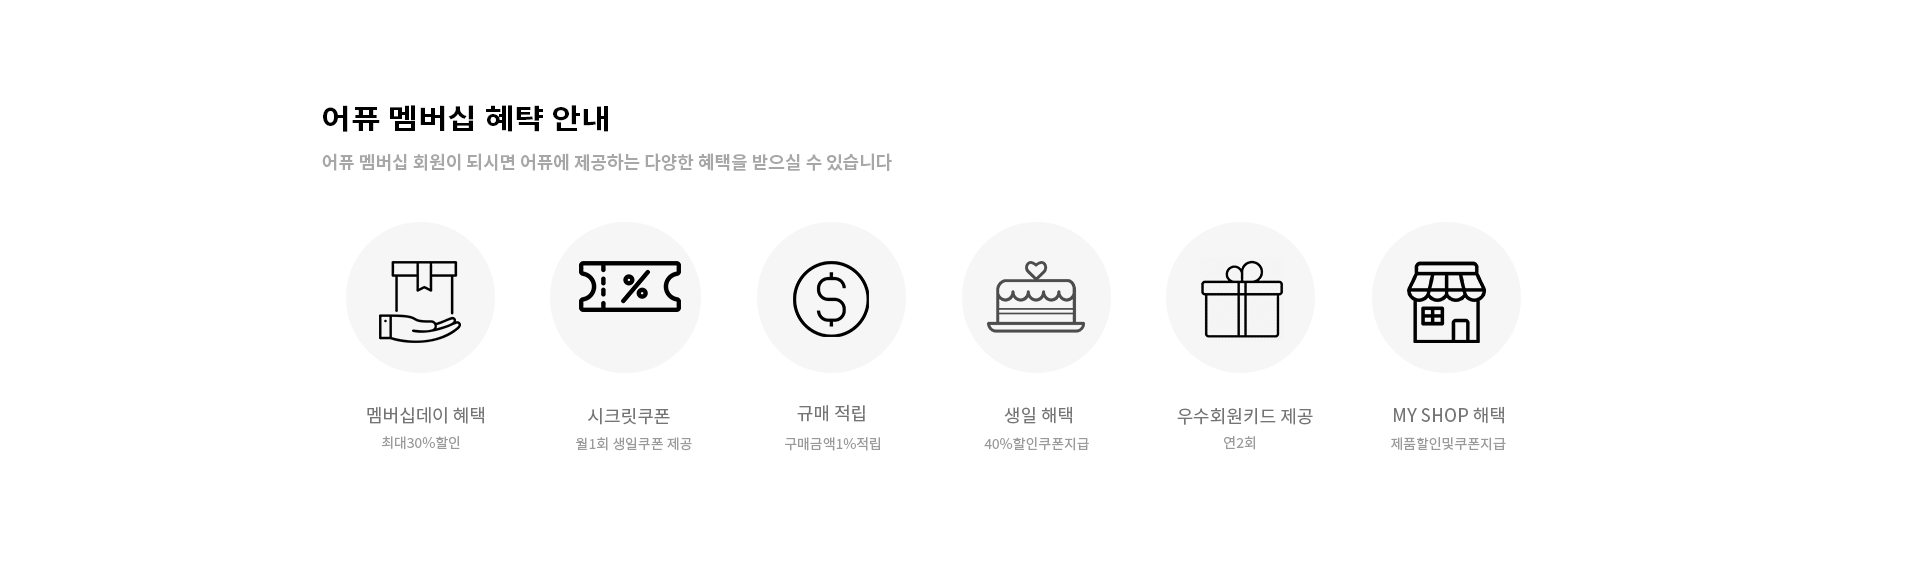 어퓨 멤버십 혜탹 안내
어퓨 멤버십 회원이 되시면 어퓨에 제공하는 다양한 혜택을 받으실 수 있습니다
멤버십데이 혜택
최대30%할인
시크릿쿠폰
월1회 생일쿠폰 제공
규매 적립
구매금액1%적립
생일 해택
40%할인쿠폰지급
우수회원키드 제공
연2회
MY SHOP 해택
제품할인및쿠폰지급